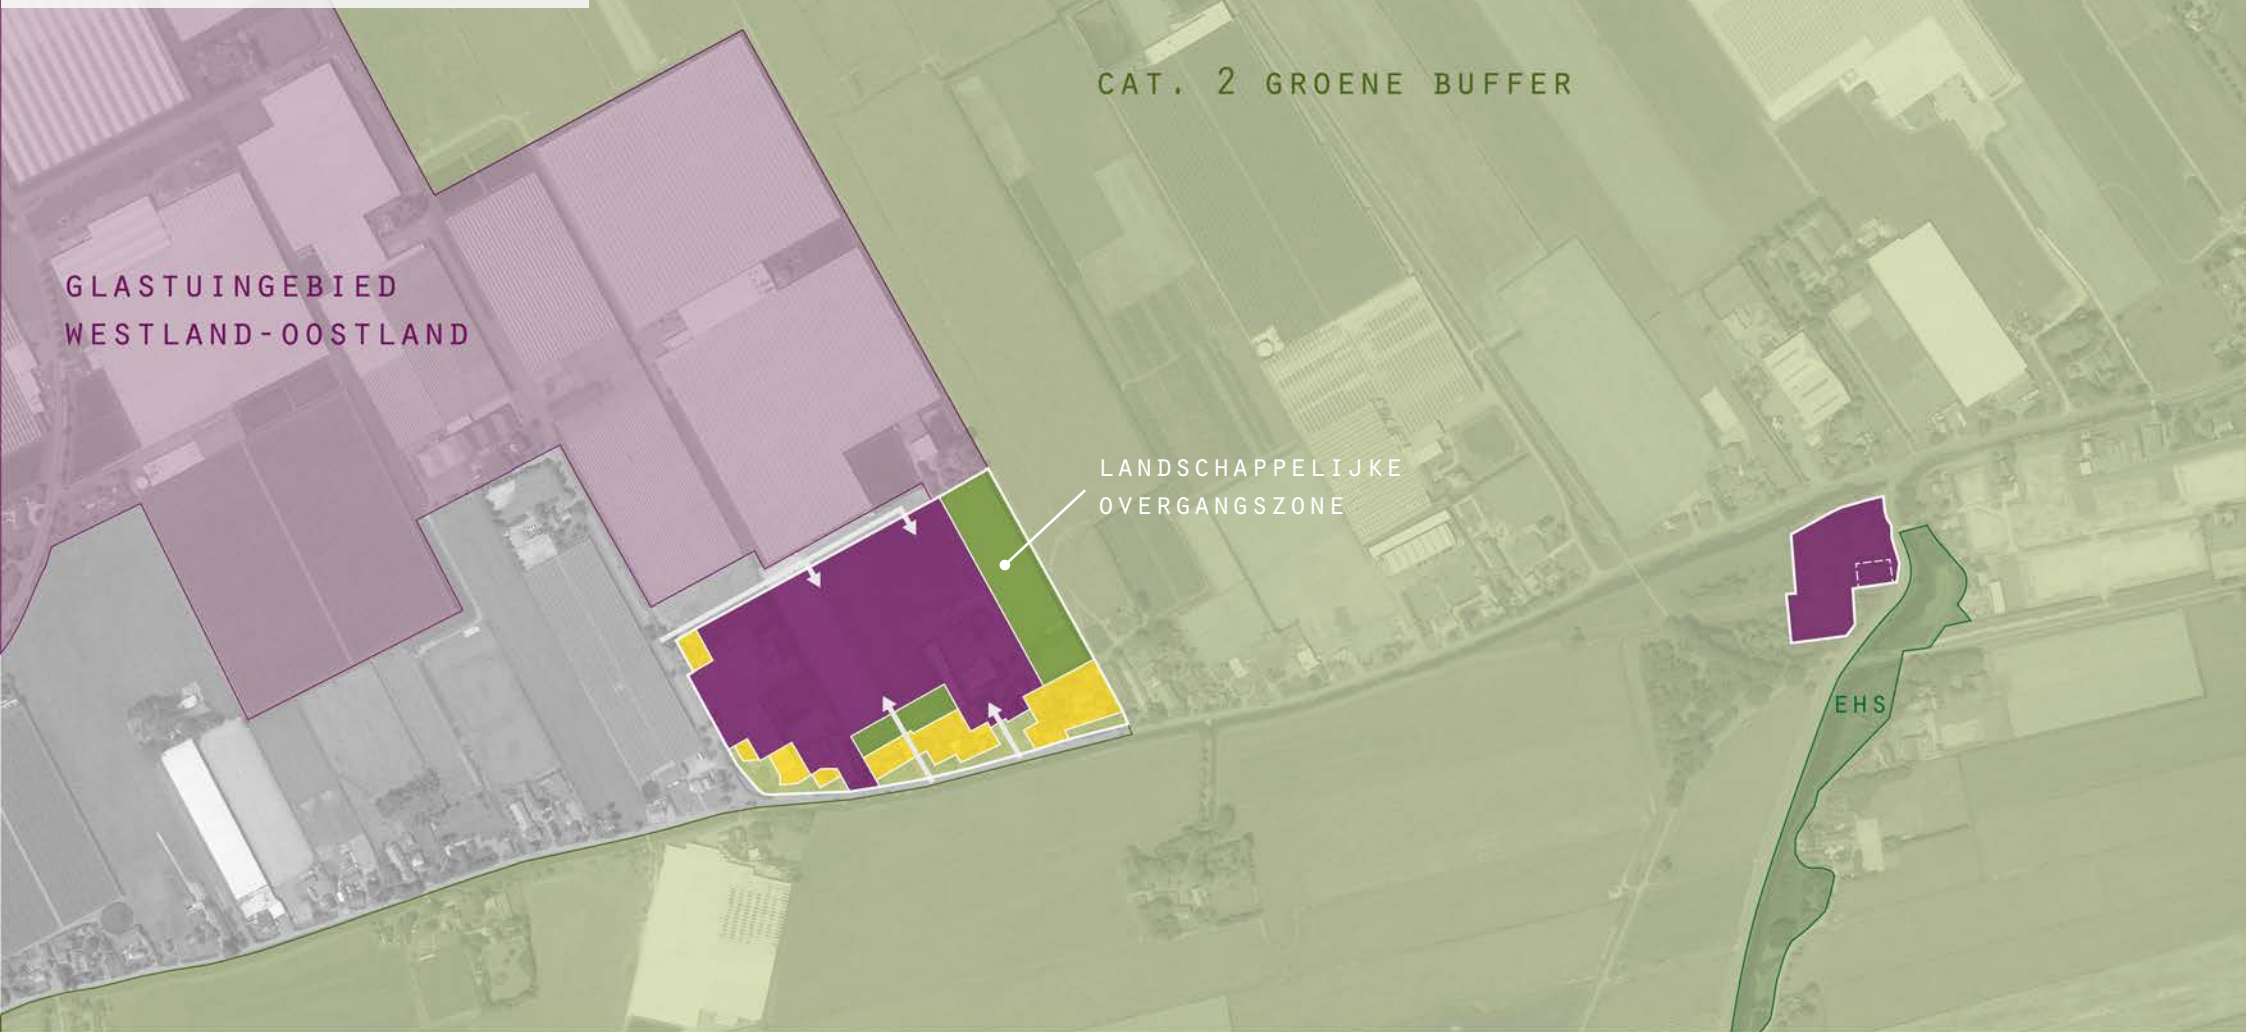 CAT. 2 GROENE BUFFER
GLASTUINGEBIED
WESTLAND-OOSTLAND
LANDSCHAPPELIJKE
OVERGANGSZONE
EHS